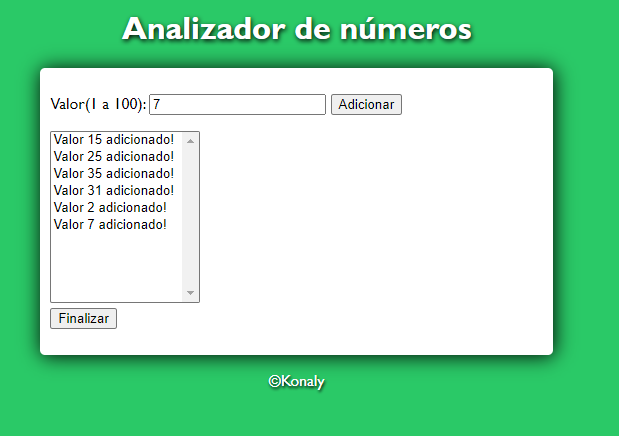 Analizador de números
Valor(1 a 100): 7 Adicionar
Valor 15 adicionado!
Valor 25 adicionado!
Valor 35 adicionado!
Valor 31 adicionado!
Valor 2 adicionado!
Valor 7 adicionado!
Finalizar
©Konaly